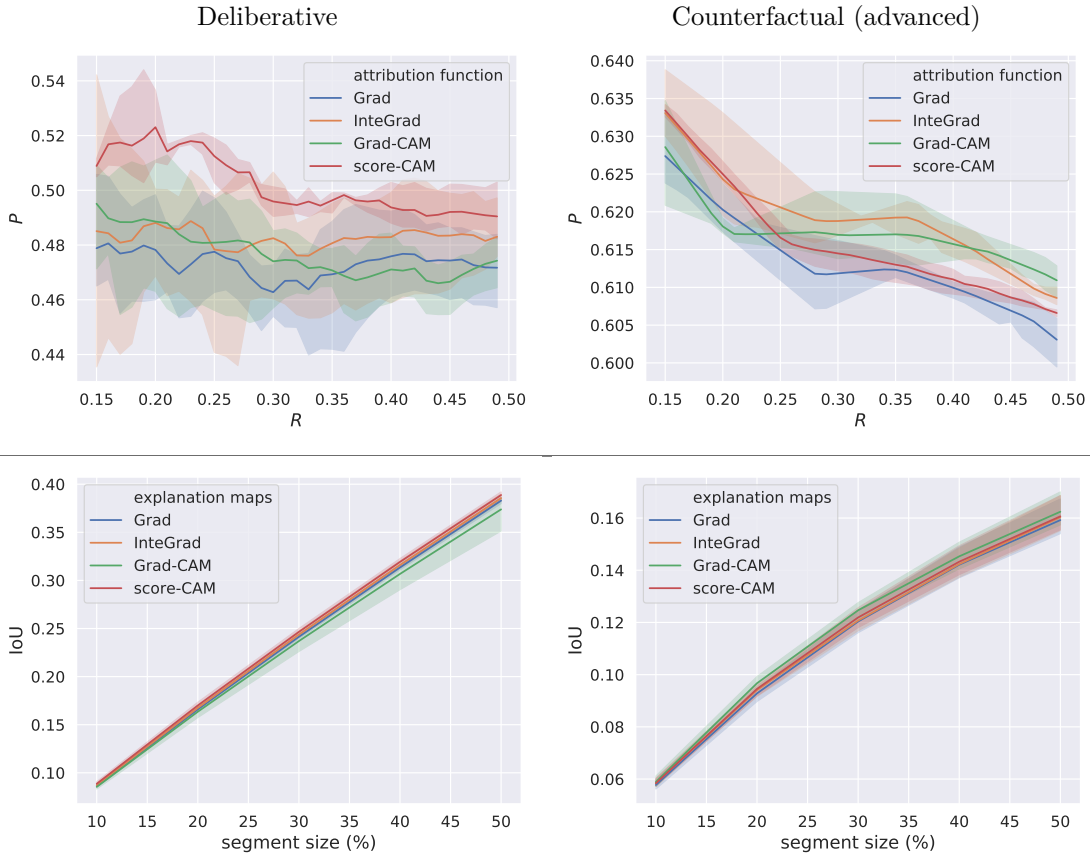 Deliberative
Counterfactual (advanced)
0.54
0.52
0.50
0.48
0.46
0.44
P
attribution function
Grad
InteGrad
Grad-CAM
score-CAM
0.15 0.20 0.25 0.30 0.35 0.40 0.45 0.50
R
0.640
0.635
0.630
0.625
0.620
0.615
0.610
0.605
0.600
P
attribution function
Grad
InteGrad
Grad-CAM
score-CAM
0.15 0.20 0.25 0.30 0.35 0.40 0.45 0.50
R
0.40
0.35
0.30
0.25
0.20
0.15
0.10
IoU
explanation maps
Grad
InteGrad
Grad-CAM
score-CAM
10 15 20 25 30 35 40 45 50
segment size (%)
0.16
0.14
0.12
0.10
0.08
0.06
IoU
explanation maps
Grad
InteGrad
Grad-CAM
score-CAM
10 15 20 25 30 35 40 45 50
segment size (%)